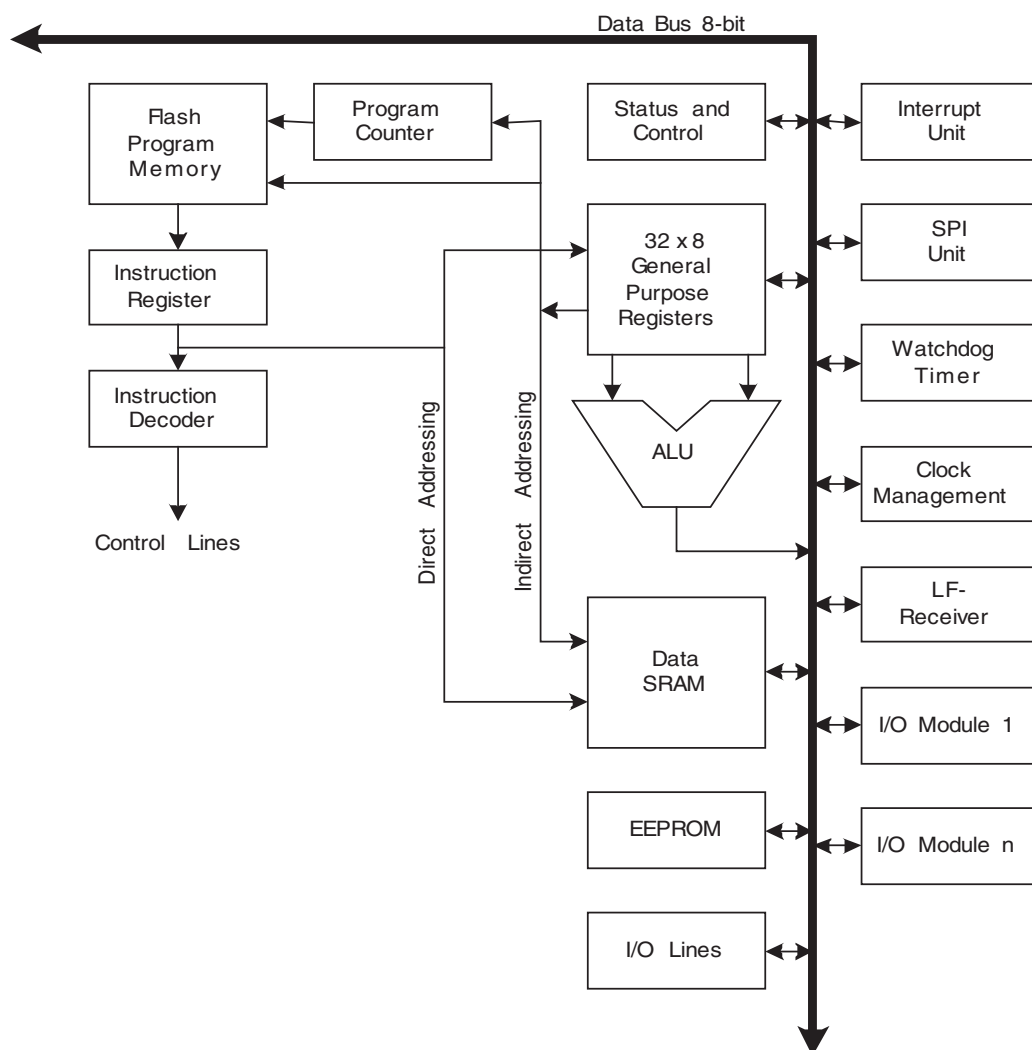 Data Bus 8-bit
Flash
Program
Memory
Program
Counter
Status and
Control
Interrupt
Unit
32 x 8
General
Purpose
Registers
SPI
Unit
Instruction
Register
Watchdog
Timer
Instruction
Decoder
Direct Addressing
Indirect Addressing
ALU
Clock
Management
Control Lines
LF-
Receiver
Data
SRAM
I/O Module 1
EEPROM
I/O Module n
I/O Lines